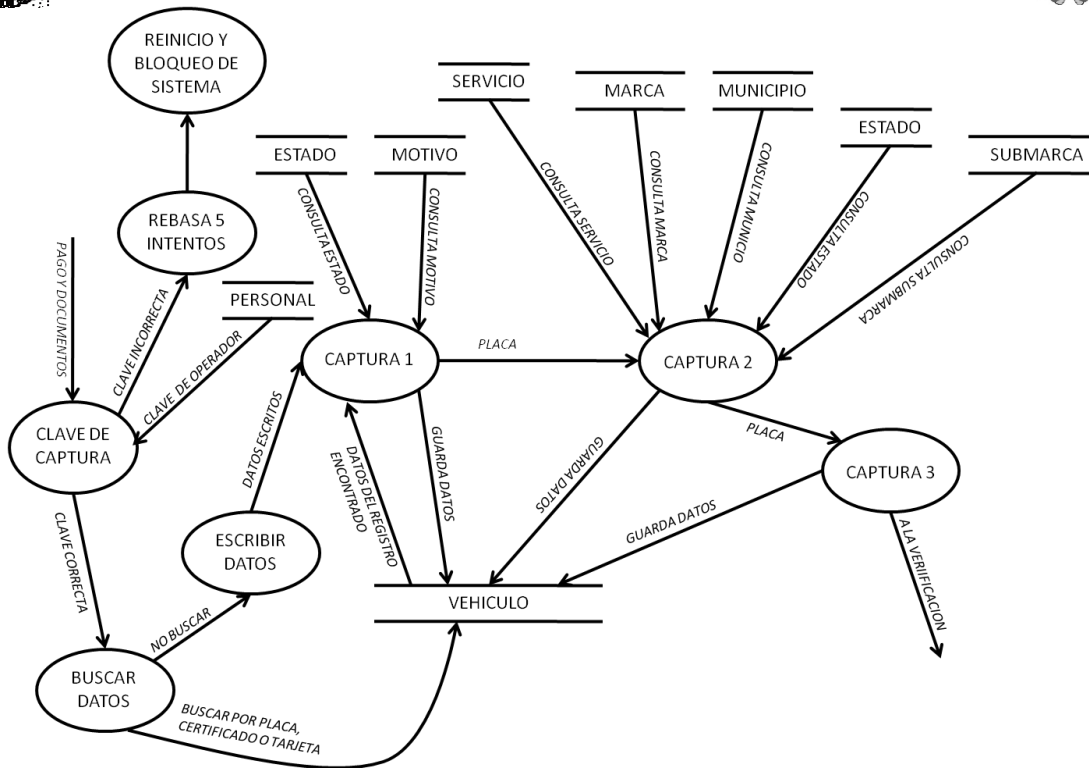 REINICIO Y
BLOQUEO DE
SISTEMA
SERVICIO
MARCA
MUNICIPIO
ESTADO
SUBMARCA
ESTADO
MOTIVO
REBASA 5
INTENTOS
PERSONAL
PAGO Y DOCUMENTOS
CLAVE INCORRECTA
CLAVE DE OPERADOR
CONSULTA ESTADO
CONSULTA MOTIVO
CONSULTA SERVICIO
CONSULTA MARCA
CONSULTA MUNICIO
CONSULTA ESTADO
CONSULTA SUBMARCA
CAPTURA 1
PLACA
CAPTURA 2
CLAVE DE
CAPTURA
DATOS ESCRITOS
DATOS DEL REGISTRO
ENCONTRADO
GUARDA DATOS
GUARDA DATOS
PLACA
CAPTURA 3
GUARDA DATOS
A LA VERIIFICACION
CLAVE CORRECTA
ESCRIBIR
DATOS
VEHICULO
NO BUSCAR
BUSCAR
DATOS
BUSCAR POR PLACA,
CERTIFICADO O TARJETA